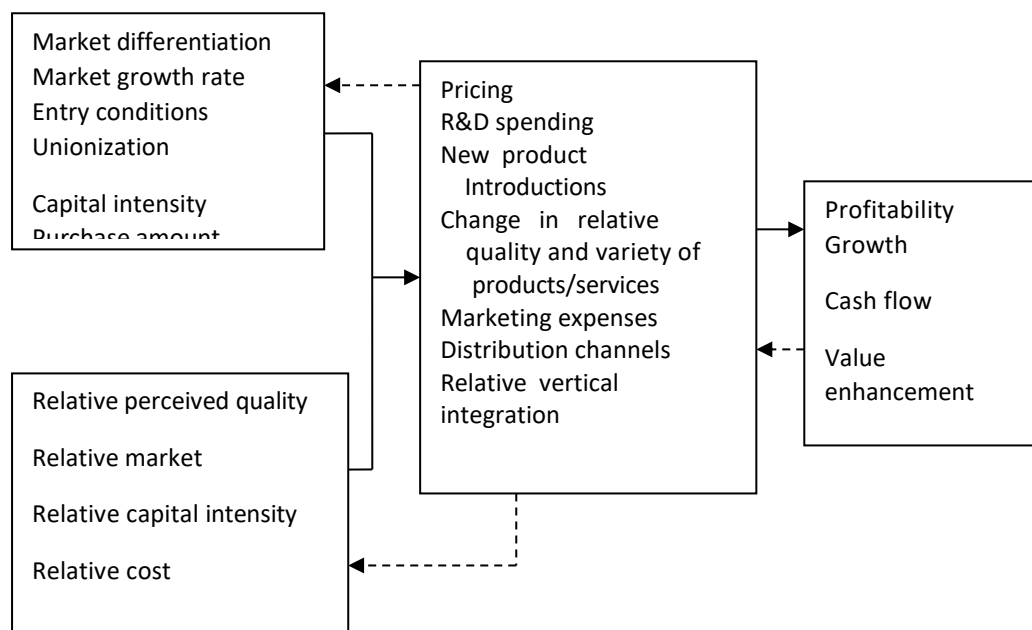 Market differentiation
Market growth rate
Entry conditions
Unionization
Capital intensity
Purchase amount
Relative perceived quality
Relative market
Relative capital intensity
Relative cost
Pricing
R&D spending
New product
Introductions
Change in relative
quality and variety of
products/services
Marketing expenses
Distribution channels
Relative vertical
integration
Profitability
Growth
Cash flow
Value
enhancement